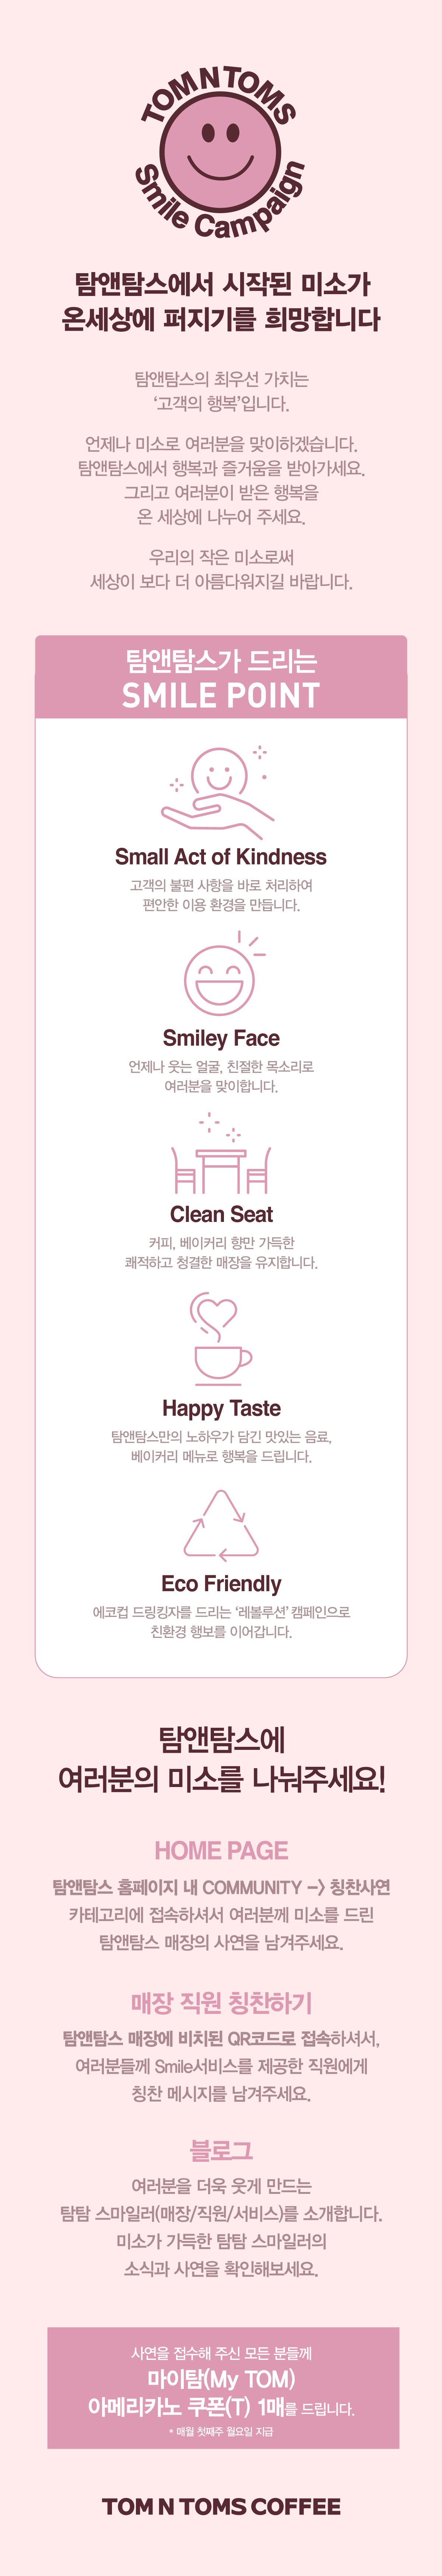 TOMNTOMS
Smile Campaign
탐앤탐스에서 시작된 미소가
온세상에 퍼지기를 희망합니다
탐앤탐스의 최우선 가치는
‘고객의 행복’입니다.
언제나 미소로 여러분을 맞이하겠습니다.
탐앤탐스에서 행복과 즐거움을 받아가세요.
그리고 여러분이 받은 행복을
온 세상에 나누어 주세요.
우리의 작은 미소로써
세상이 보다 더 아름다워지길 바랍니다.
탐앤탐스가 드리는
SMILE POINT
Small Act of Kindness
고객의 불편 사항을 바로 처리하여
편안한 이용 환경을 만듭니다.
Smiley Face
언제나 웃는 얼굴, 친절한 목소리로
여러분을 맞이합니다.
Clean Seat
커피, 베이커리 향만 가득한
쾌적하고 청결한 매장을 유지합니다.
Happy Taste
탐앤탐스만의 노하우가 담긴 맛있는 음료,
베이커리 메뉴로 행복을 드립니다.
Eco Friendly
에코컵 드링킹자를 드리는 ‘레볼루션’ 캠페인으로
친환경 행보를 이어갑니다.
탐앤탐스에
여러분의 미소를 나눠주세요!
HOME PAGE
탐앤탐스 홈페이지 내 COMMUNITY -> 칭찬사연
카테고리에 접속하셔서 여러분께 미소를 드린
탐앤탐스 매장의 사연을 남겨주세요.
매장 직원 칭찬하기
탐앤탐스 매장에 비치된 QR코드로 접속하셔서,
여러분들께 Smile서비스를 제공한 직원에게
칭찬 메시지를 남겨주세요.
블로그
여러분을 더욱 웃게 만드는
탐탐 스마일러(매장/직원/서비스)를 소개합니다.
미소가 가득한 탐탐 스마일러의
소식과 사연을 확인해보세요.
사연을 접수해 주신 모든 분들께
마이탐(My TOM)
아메리카노 쿠폰(T) 1매를 드립니다.
* 매월 첫째주 월요일 지급
TOM N TOMS COFFEE